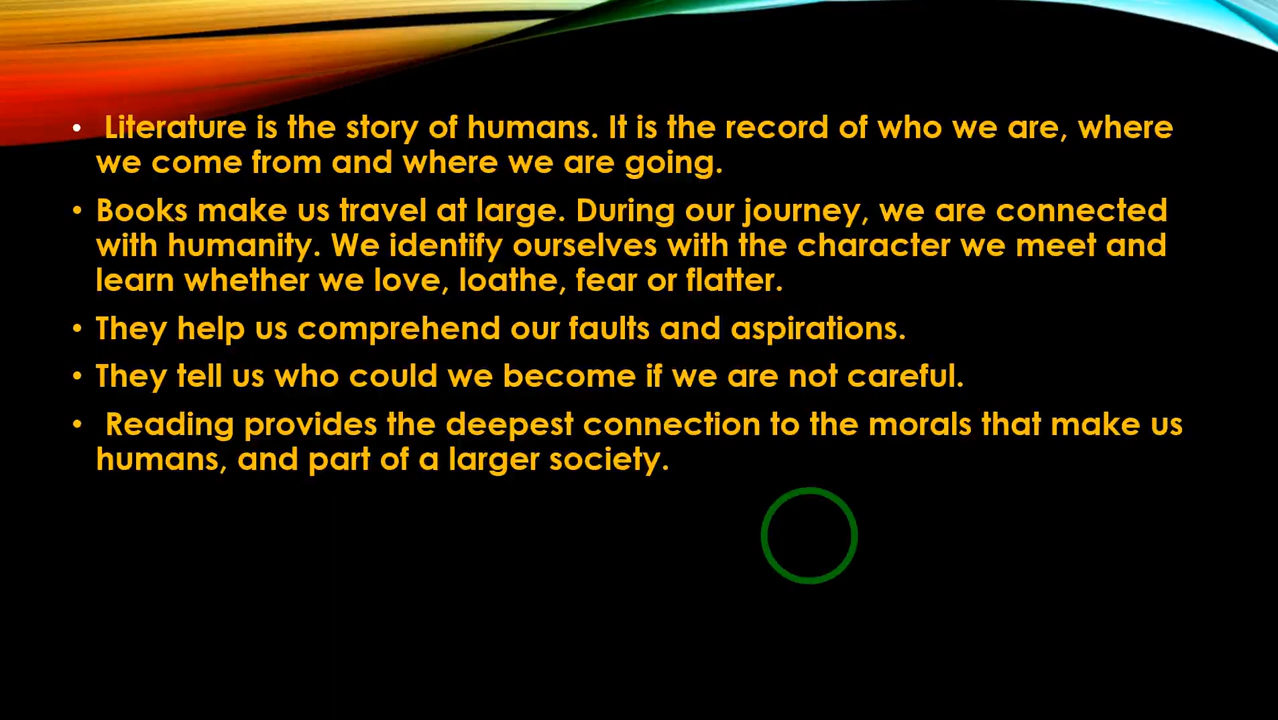 • Literature is the story of humans. It is the record of who we are, where
we come from and where we are going.
• Books make us travel at large. During our journey, we are connected
with humanity. We identify ourselves with the character we meet and
learn whether we love, loathe, fear or flatter.
• They help us comprehend our faults and aspirations.
• They tell us who could we become if we are not careful.
• Reading provides the deepest connection to the morals that make us
humans, and part of a larger society.